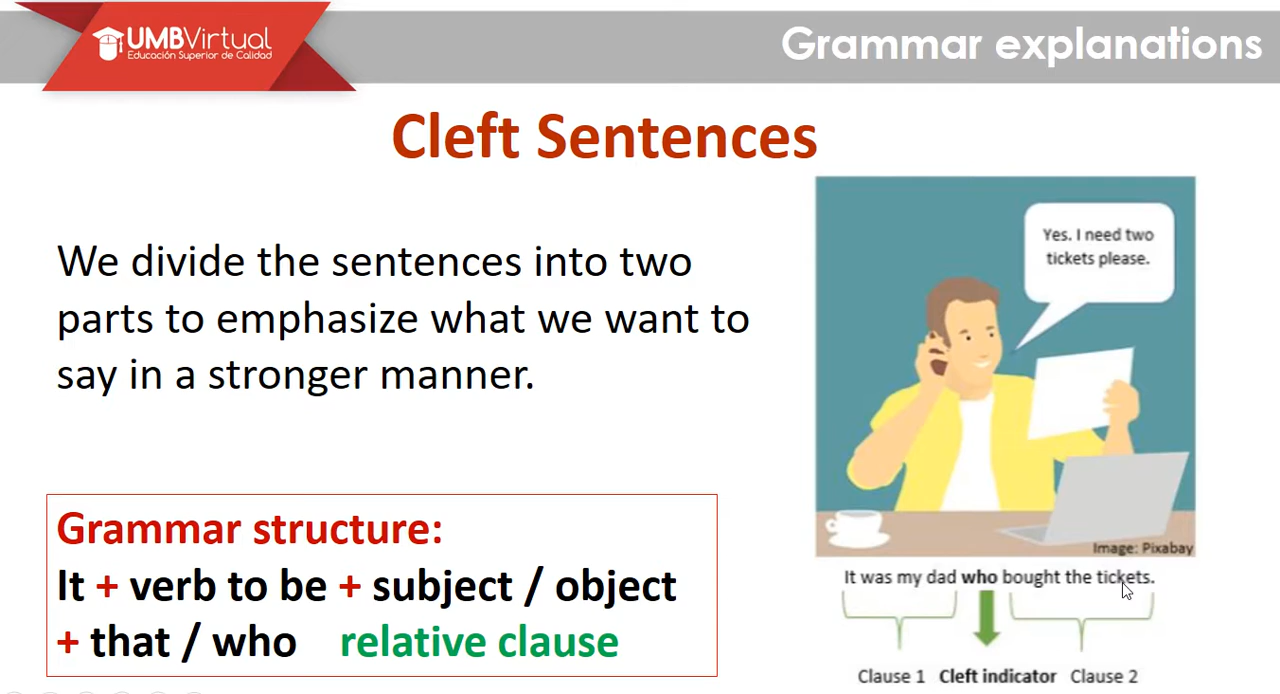 UMBVirtual
Educación Superior de Calidad
Grammar explanations
Cleft Sentences
We divide the sentences into two
parts to emphasize what we want to
say in a stronger manner.
Yes. I need two
tickets please.
Image: Pixabay
Grammar structure:
It + verb to be + subject / object
+ that / who relative clause
It was my dad who bought the tickets.
Clause 1 Cleft indicator Clause 2